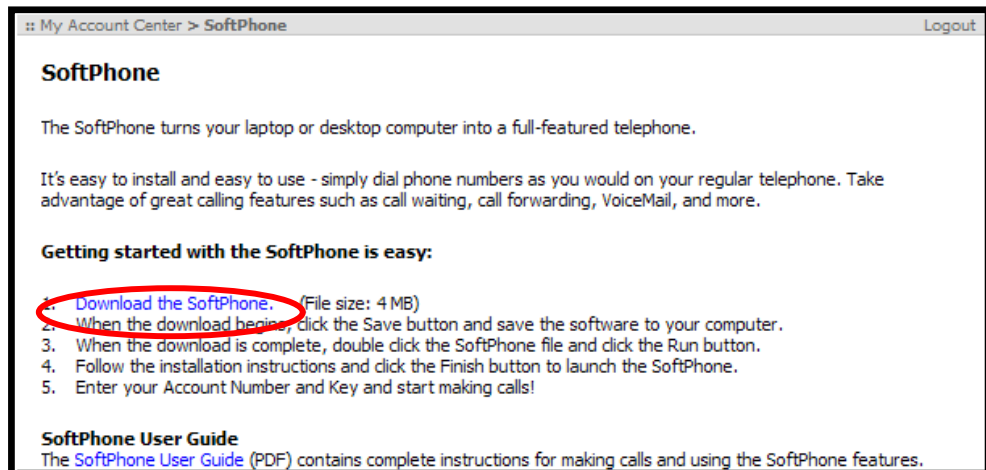 :: My Account Center > SoftPhone Logout
SoftPhone
The SoftPhone turns your laptop or desktop computer into a full-featured telephone.
It's easy to install and easy to use - simply dial phone numbers as you would on your regular telephone. Take
advantage of great calling features such as call waiting, call forwarding, VoiceMail, and more.
Getting started with the SoftPhone is easy:
1. Download the SoftPhone. (File size: 4 MB)
2. When the download begins, click the Save button and save the software to your computer.
3. When the download is complete, double click the SoftPhone file and click the Run button.
4. Follow the installation instructions and click the Finish button to launch the SoftPhone.
5. Enter your Account Number and Key and start making calls!
SoftPhone User Guide
The SoftPhone User Guide (PDF) contains complete instructions for making calls and using the SoftPhone features.